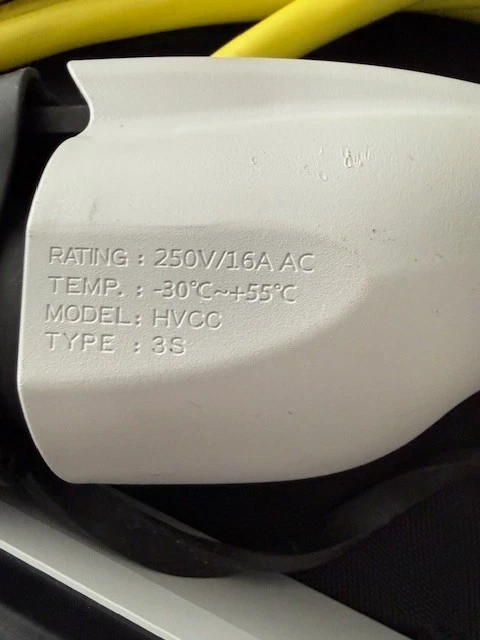 RATING : 250V/16A AC
TEMP. : -30℃~+55℃
MODEL: HVCC
TYPE : 3S